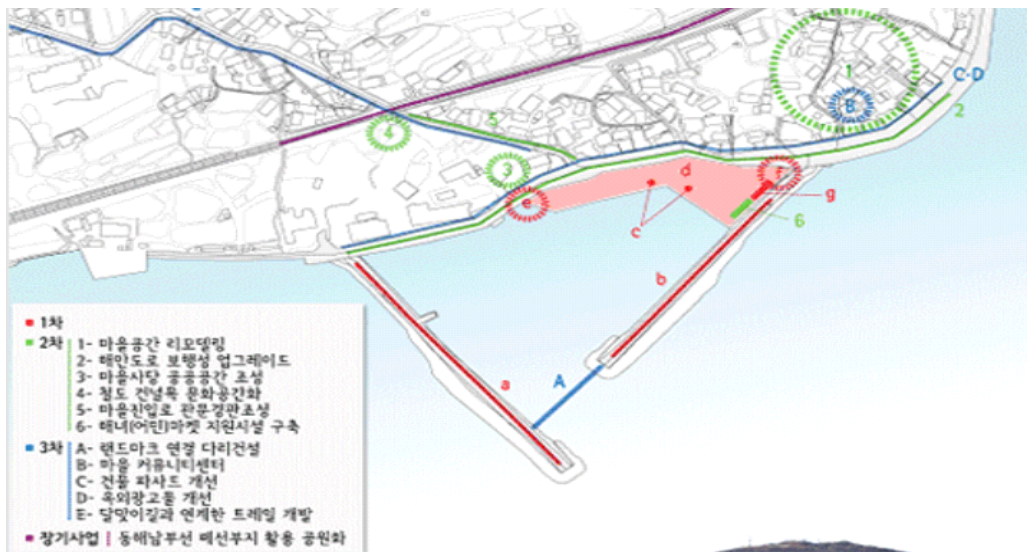 1
B
C·D
2
4
5
3
e
d
f
g
6
c
b
a
A
1차
2차
1- 마을공간 리모델링
2- 해안도로 보행성 업그레이드
3- 마을사당 공공공간 조성
4- 철도 건널목 문화공간화
5- 마을진입로 관문경관조성
6- 해녀(어민)마켓 지원시설 구축
3차
A- 랜드마크 연결 다리건설
B- 마을 커뮤니티센터
C- 건물 파사드 개선
D- 옥외광고물 개선
E- 달맞이길과 연계한 트레일 개발
장기사업 동해남부선 폐선부지 활용 공원화